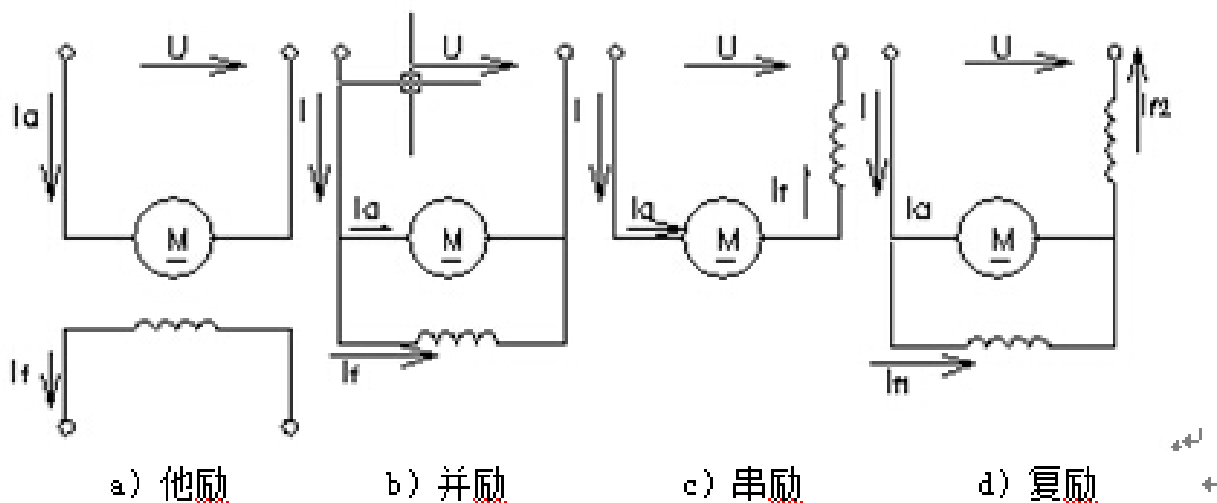 U
U
U
U
Ia
I
I
I
If2
Ia
Ia
If
Ia
M
M
M
M
If
If
If1
a) 他励
b) 并励
c) 串励
d) 复励